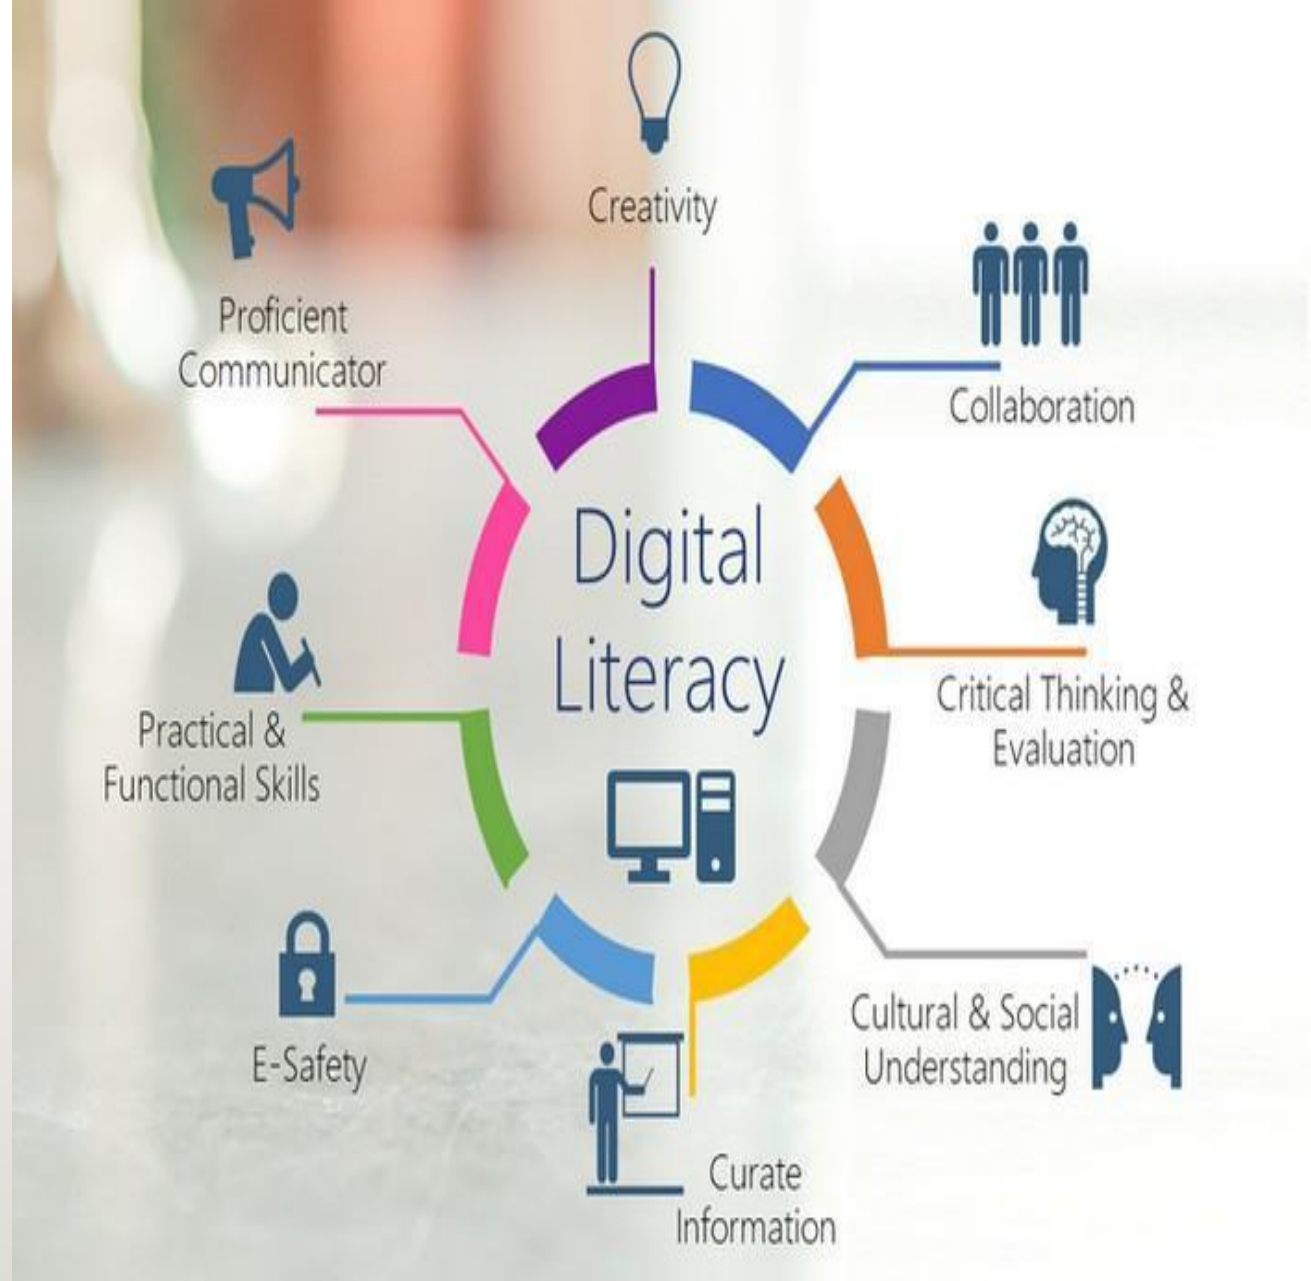 Creativity
Collaboration
Critical Thinking &
Evaluation
Cultural & Social
Understanding
Curate
Information
E-Safety
Practical &
Functional Skills
Proficient
Communicator
Digital
Literacy